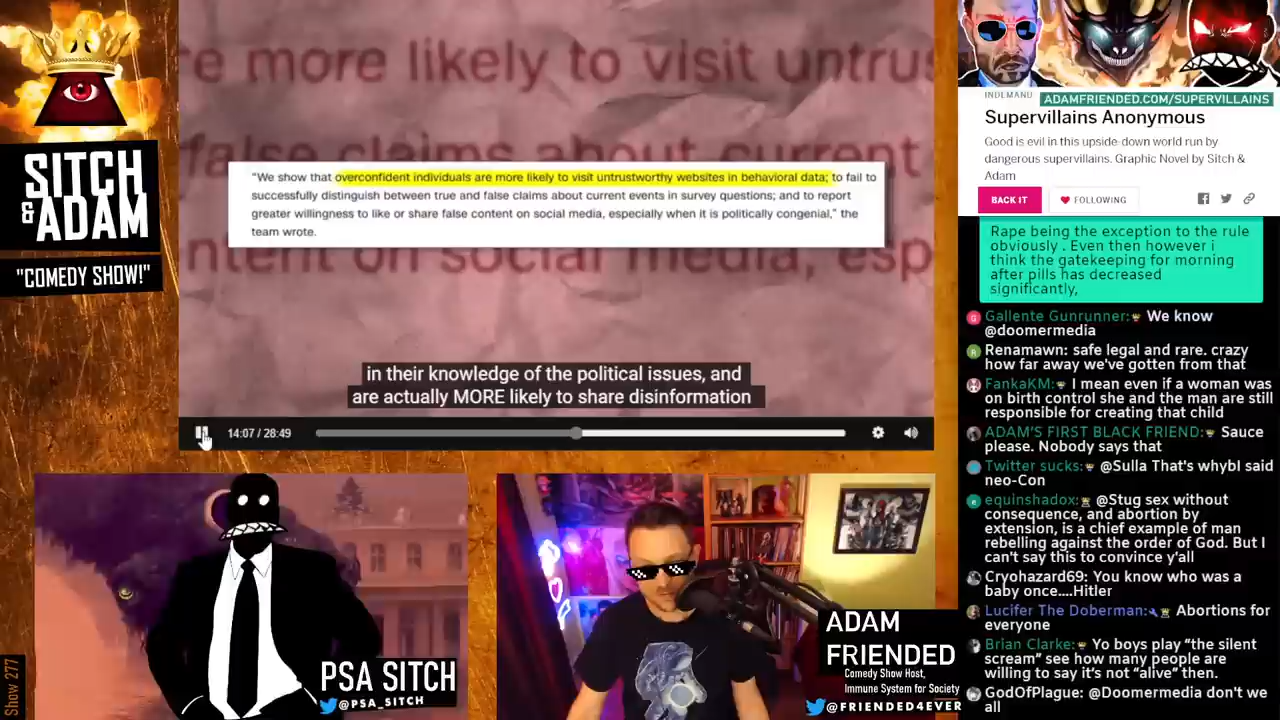 SITCH
& ADAM
"COMEDY SHOW!"
Show 277
re more likely to visit untrus
false claims about current
ntent on social media, esp
"We show that overconfident individuals are more likely to visit untrustworthy websites in behavioral data; to fail to
successfully distinguish between true and false claims about current events in survey questions; and to report
greater willingness to like or share false content on social media, especially when it is politically congenial," the
team wrote.
in their knowledge of the political issues, and
are actually MORE likely to share disinformation
14:07 / 28:49
PSA SITCH
@PSA_SITCH
ADAM
FRIENDED
Comedy Show Host,
Immune System for Society
@FRIENDED4EVER
INDEMAND
ADAMFRIENDED.COM/SUPERVILLAINS
Supervillains Anonymous
Good is evil in this upside-down world run by
dangerous supervillains. Graphic Novel by Sitch &
Adam
BACK IT
FOLLOWING
Rape being the exception to the rule
obviously . Even then however i
think the gatekeeping for morning
after pills has decreased
significantly,
G
Gallente Gunrunner: We know
@doomermedia
R
Renamawn: safe legal and rare. crazy
how far away we've gotten from that
FankaKM: I mean even if a woman was
on birth control she and the man are still
responsible for creating that child
ADAM'S FIRST BLACK FRIEND: Sauce
please. Nobody says that
Twitter sucks: @Sulla That's whybI said
neo-Con
e
equinshadox: @Stug sex without
consequence, and abortion by
extension, is a chief example of man
rebelling against the order of God. But I
can't say this to convince y'all
Cryohazard69: You know who was a
baby once....Hitler
Lucifer The Doberman: Abortions for
everyone
Brian Clarke: Yo boys play “the silent
scream” see how many people are
willing to say it's not “alive” then.
GodOfPlague: @Doomermedia don't we
all